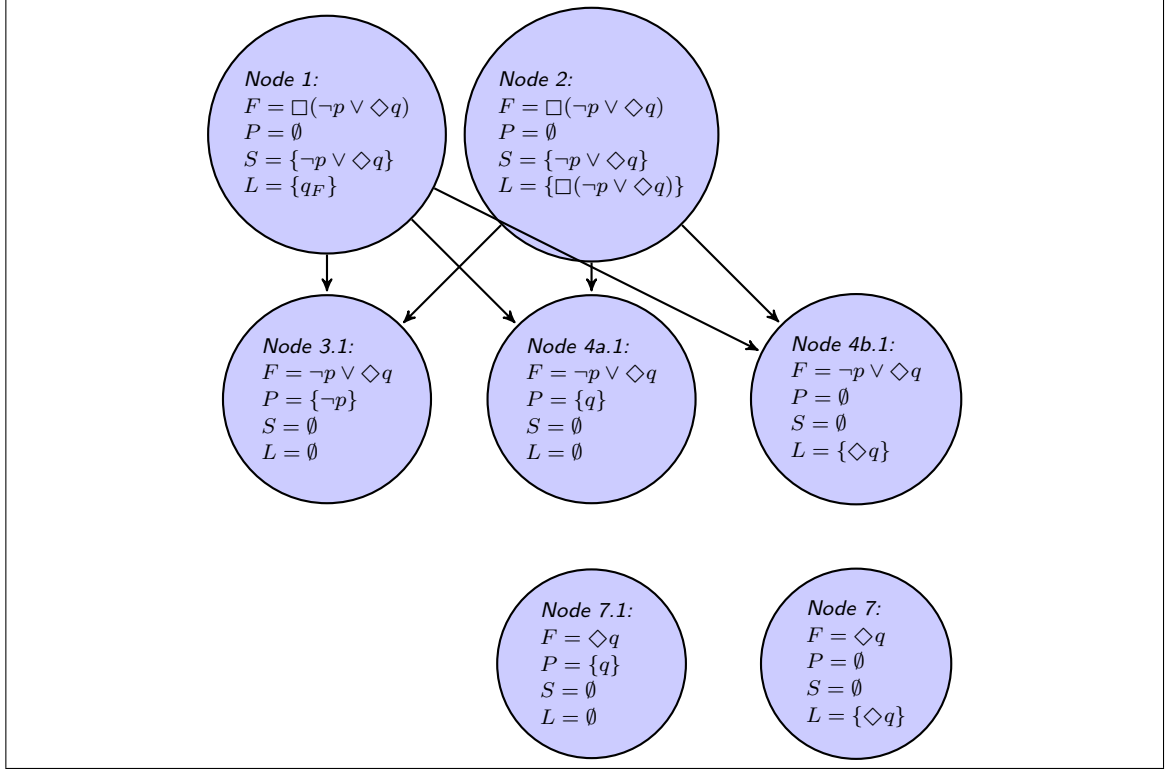 Node 1:
F = □(¬p ∨ ◇q)
P = ∅
S = {¬p ∨ ◇q}
L = {q_F}
Node 2:
F = □(¬p ∨ ◇q)
P = ∅
S = {¬p ∨ ◇q}
L = {□(¬p ∨ ◇q)}
Node 3.1:
F = ¬p ∨ ◇q
P = {¬p}
S = ∅
L = ∅
Node 4a.1:
F = ¬p ∨ ◇q
P = {q}
S = ∅
L = ∅
Node 4b.1:
F = ¬p ∨ ◇q
P = ∅
S = ∅
L = {◇q}
Node 7.1:
F = ◇q
P = {q}
S = ∅
L = ∅
Node 7:
F = ◇q
P = ∅
S = ∅
L = {◇q}